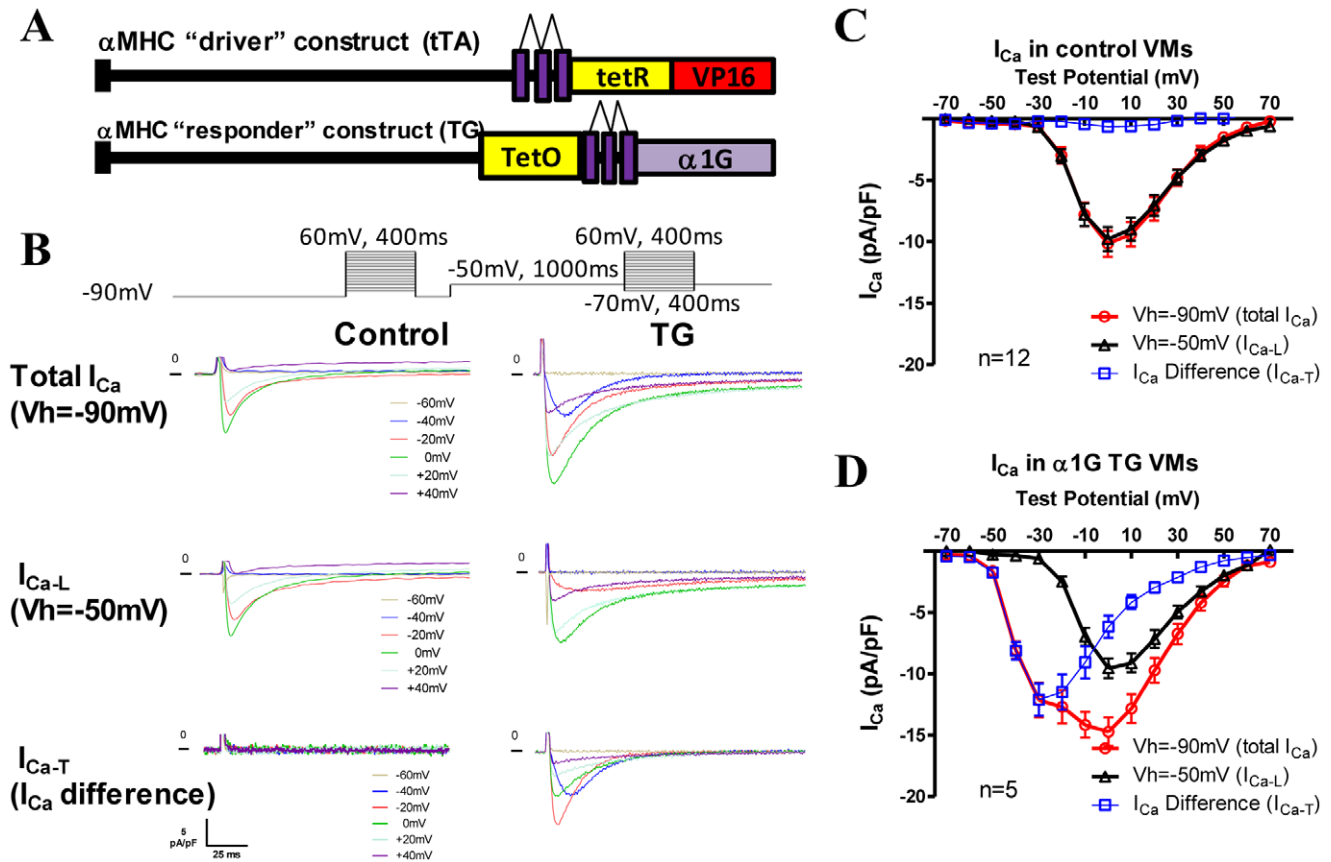 A
αMHC “driver” construct (tTA)
tetR
VP16
αMHC “responder” construct (TG)
TetO
α1G
B
60mV, 400ms
60mV, 400ms
-50mV, 1000ms
-90mV
-70mV, 400ms
Control
TG
Total ICa
(Vh=-90mV)
0
0
-60mV
-40mV
-20mV
0mV
+20mV
+40mV
ICa-L
(Vh=-50mV)
0
0
-60mV
-40mV
-20mV
0mV
+20mV
+40mV
ICa-T
(ICa difference)
0
0
-60mV
-40mV
-20mV
0mV
+20mV
+40mV
5
pA/pF
25 ms
C
ICa in control VMs
Test Potential (mV)
-70 -50 -30 -10 10 30 50 70
-5
-10
-15
-20
ICa (pA/pF)
Vh=-90mV (total ICa)
Vh=-50mV (ICa-L)
ICa Difference (ICa-T)
n=12
D
ICa in α1G TG VMs
Test Potential (mV)
-70 -50 -30 -10 10 30 50 70
-5
-10
-15
-20
ICa (pA/pF)
Vh=-90mV (total ICa)
Vh=-50mV (ICa-L)
ICa Difference (ICa-T)
n=5